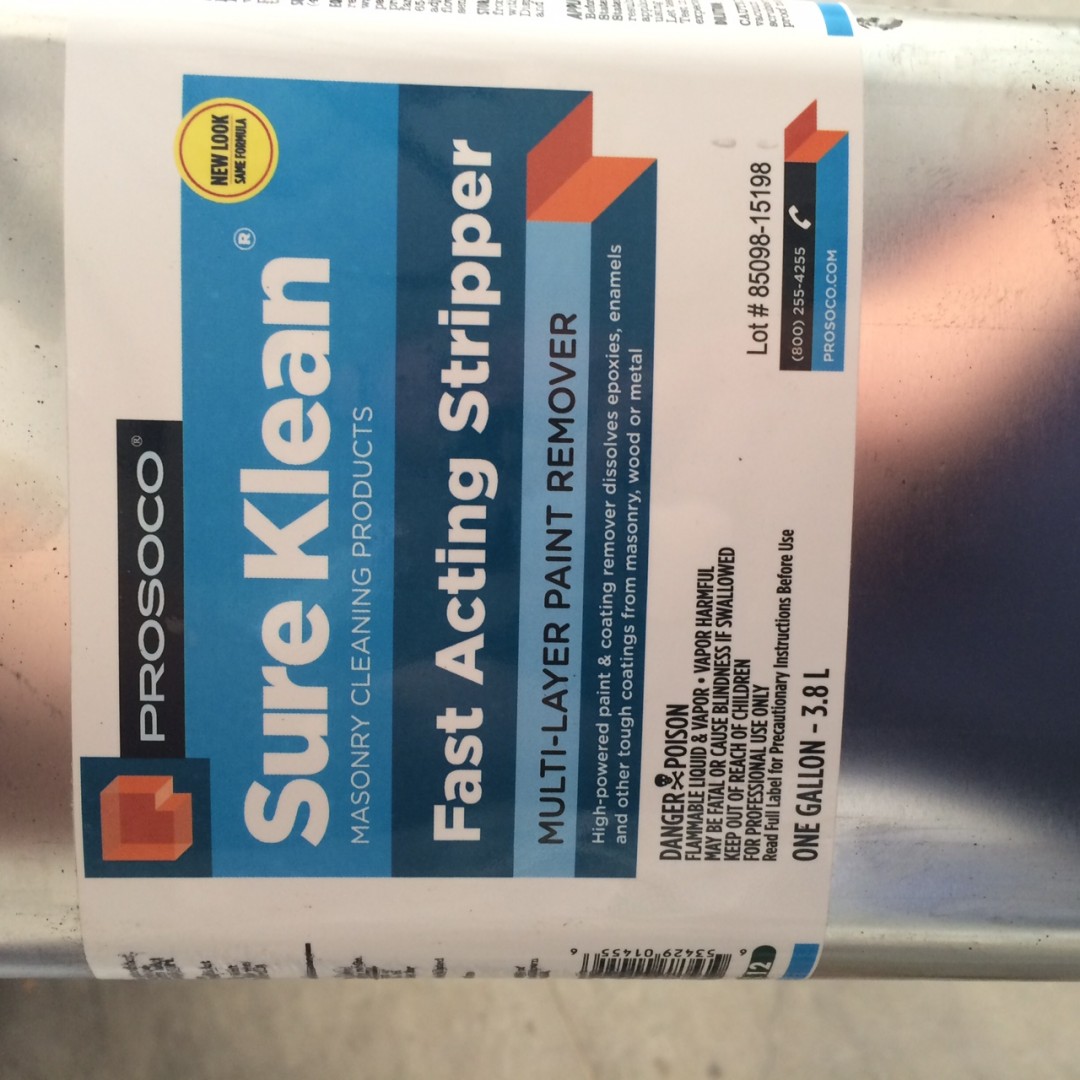 PROSOCO®
NEW LOOK
SAME FORMULA
Sure Klean®
MASONRY CLEANING PRODUCTS
Fast Acting Stripper
MULTI-LAYER PAINT REMOVER
High-powered paint & coating remover dissolves epoxies, enamels
and other tough coatings from masonry, wood or metal
DANGER POISON
FLAMMABLE LIQUID & VAPOR • VAPOR HARMFUL
MAY BE FATAL OR CAUSE BLINDNESS IF SWALLOWED
KEEP OUT OF REACH OF CHILDREN
FOR PROFESSIONAL USE ONLY
Read Full Label for Precautionary Instructions Before Use
ONE GALLON - 3.8 L
Lot # 85098-15198
(800) 255-4255
PROSOCO.COM
53429 01455 6